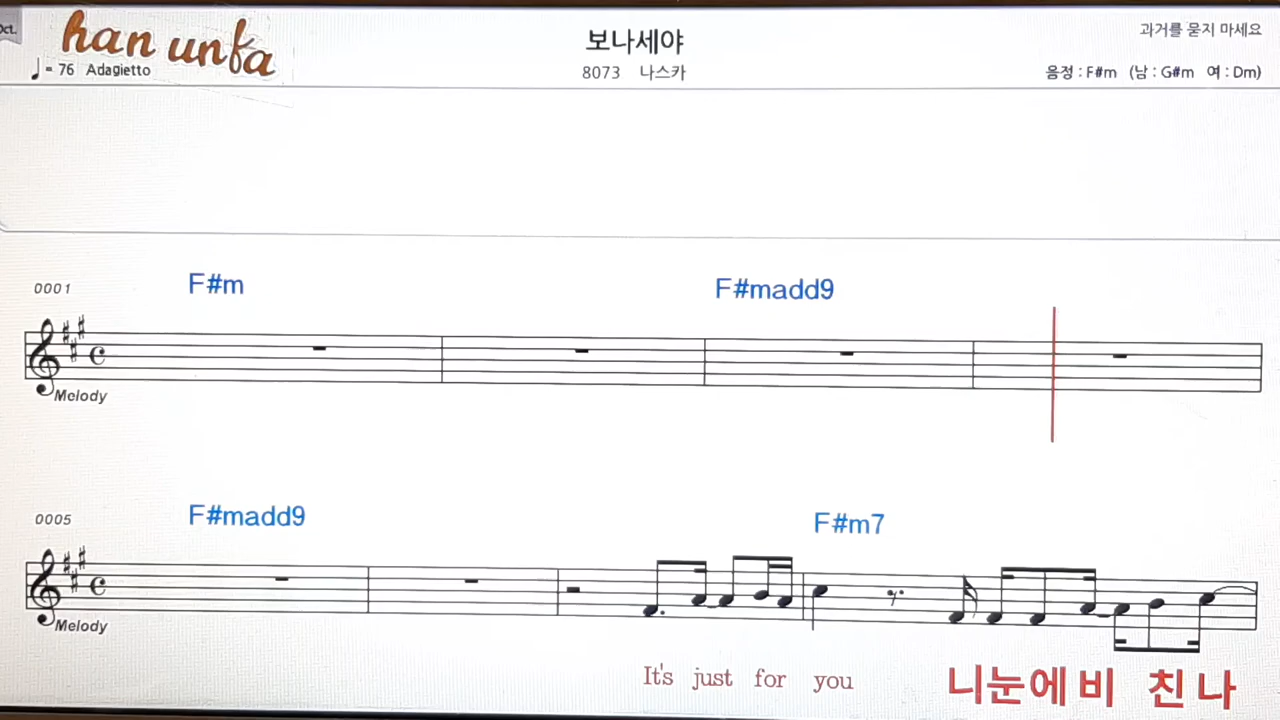 Oct.
han unfa
보나세야
과거를 묻지 마세요
♩= 76 Adagietto
8073 나스카
음정 : F#m (남 : G#m 여 : Dm)
0001 F#m F#madd9
Melody
0005 F#madd9 F#m7
Melody
It's just for you 니눈에 비 친 나